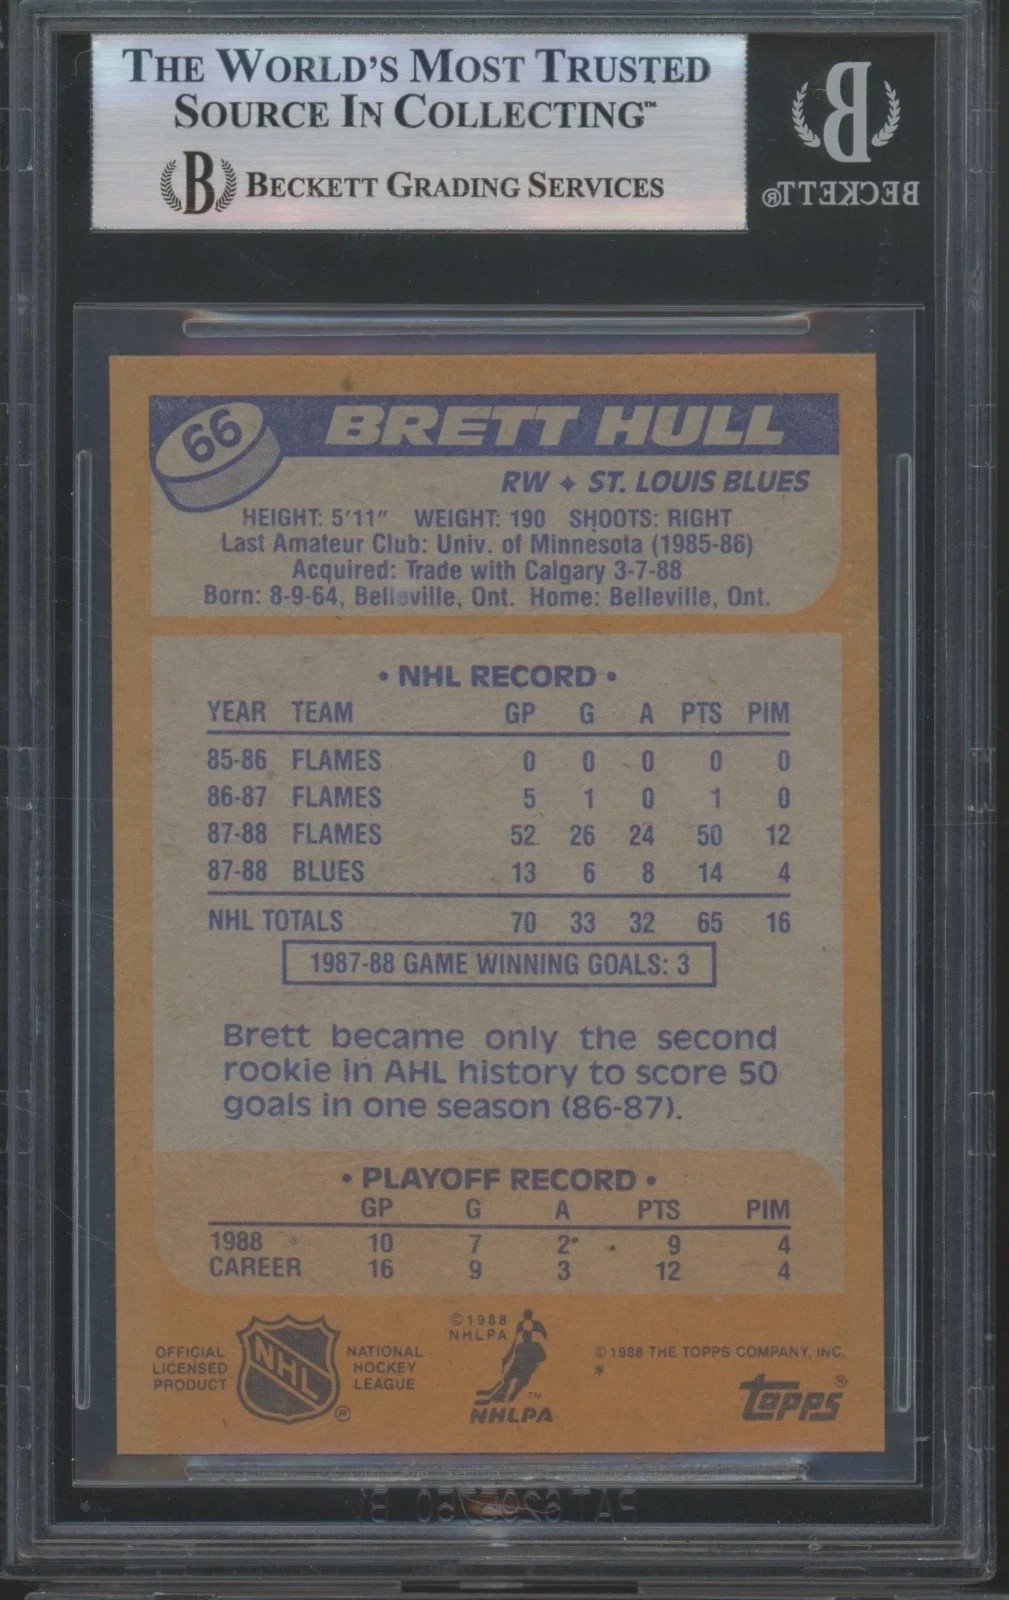 THE WORLD'S MOST TRUSTED
SOURCE IN COLLECTING™
B BECKETT GRADING SERVICES
B
BECKETT®
66
BRETT HULL
RW ✦ ST. LOUIS BLUES
HEIGHT: 5'11" WEIGHT: 190 SHOOTS: RIGHT
Last Amateur Club: Univ. of Minnesota (1985-86)
Acquired: Trade with Calgary 3-7-88
Born: 8-9-64, Belleville, Ont. Home: Belleville, Ont.
• NHL RECORD •
YEAR TEAM GP G A PTS PIM
85-86 FLAMES 0 0 0 0 0
86-87 FLAMES 5 1 0 1 0
87-88 FLAMES 52 26 24 50 12
87-88 BLUES 13 6 8 14 4
NHL TOTALS 70 33 32 65 16
1987-88 GAME WINNING GOALS: 3
Brett became only the second
rookie in AHL history to score 50
goals in one season (86-87).
• PLAYOFF RECORD •
GP G A PTS PIM
1988 10 7 2 9 4
CAREER 16 9 3 12 4
OFFICIAL
LICENSED
PRODUCT
NHL
®
NATIONAL
HOCKEY
LEAGUE
©1988
NHLPA
™
NHLPA
©1988 THE TOPPS COMPANY, INC.
*
topps®